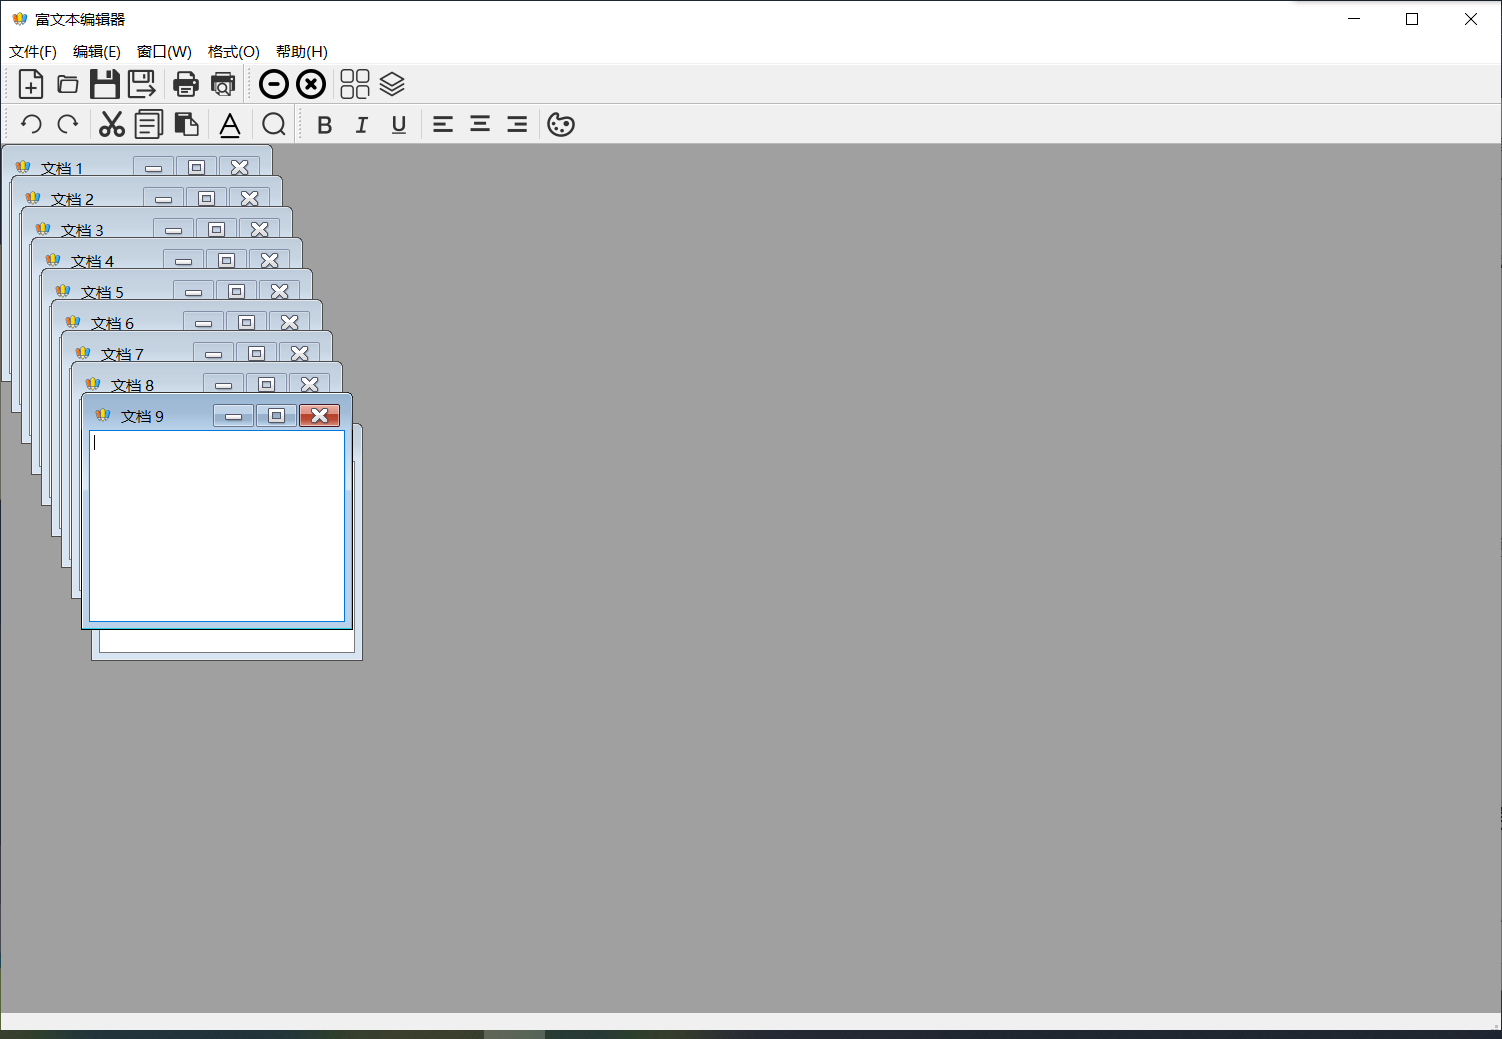 富文本编辑器
文件(F) 编辑(E) 窗口(W) 格式(O) 帮助(H)
B I U
文档 1
文档 2
文档 3
文档 4
文档 5
文档 6
文档 7
文档 8
文档 9